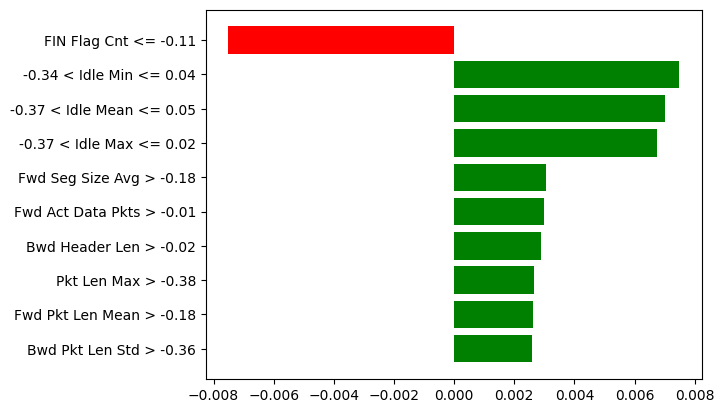 FIN Flag Cnt <= -0.11
-0.34 < Idle Min <= 0.04
-0.37 < Idle Mean <= 0.05
-0.37 < Idle Max <= 0.02
Fwd Seg Size Avg > -0.18
Fwd Act Data Pkts > -0.01
Bwd Header Len > -0.02
Pkt Len Max > -0.38
Fwd Pkt Len Mean > -0.18
Bwd Pkt Len Std > -0.36
−0.008 −0.006 −0.004 −0.002 0.000 0.002 0.004 0.006 0.008